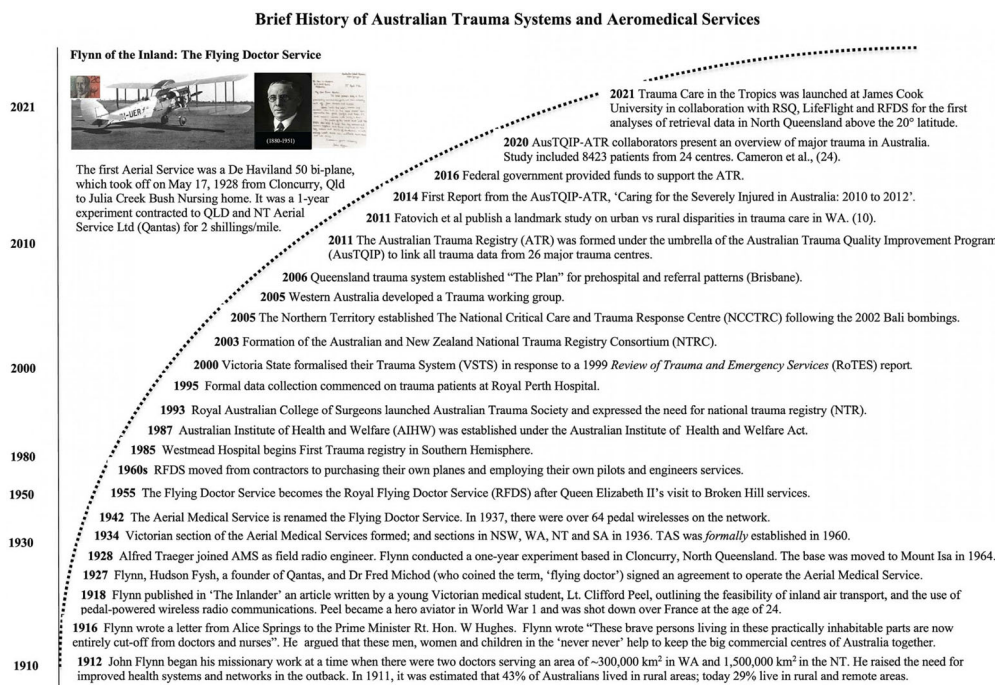 Brief History of Australian Trauma Systems and Aeromedical Services
Flynn of the Inland: The Flying Doctor Service
(1880-1951)
The first Aerial Service was a De Haviland 50 bi-plane,
which took off on May 17, 1928 from Cloncurry, Qld
to Julia Creek Bush Nursing home. It was a 1-year
experiment contracted to QLD and NT Aerial
Service Ltd (Qantas) for 2 shillings/mile.
2021
2021 Trauma Care in the Tropics was launched at James Cook
University in collaboration with RSQ, LifeFlight and RFDS for the first
analyses of retrieval data in North Queensland above the 20° latitude.
2020 AusTQIP-ATR collaborators present an overview of major trauma in Australia.
Study included 8423 patients from 24 centres. Cameron et al., (24).
2016 Federal government provided funds to support the ATR.
2014 First Report from the AusTQIP-ATR, 'Caring for the Severely Injured in Australia: 2010 to 2012'.
2011 Fatovich et al publish a landmark study on urban vs rural disparities in trauma care in WA. (10).
2010
2011 The Australian Trauma Registry (ATR) was formed under the umbrella of the Australian Trauma Quality Improvement Program
(AusTQIP) to link all trauma data from 26 major trauma centres.
2006 Queensland trauma system established "The Plan" for prehospital and referral patterns (Brisbane).
2005 Western Australia developed a Trauma working group.
2005 The Northern Territory established The National Critical Care and Trauma Response Centre (NCCTRC) following the 2002 Bali bombings.
2003 Formation of the Australian and New Zealand National Trauma Registry Consortium (NTRC).
2000
2000 Victoria State formalised their Trauma System (VSTS) in response to a 1999 Review of Trauma and Emergency Services (RoTES) report.
1995 Formal data collection commenced on trauma patients at Royal Perth Hospital.
1993 Royal Australian College of Surgeons launched Australian Trauma Society and expressed the need for national trauma registry (NTR).
1987 Australian Institute of Health and Welfare (AIHW) was established under the Australian Institute of Health and Welfare Act.
1985 Westmead Hospital begins First Trauma registry in Southern Hemisphere.
1980
1960s RFDS moved from contractors to purchasing their own planes and employing their own pilots and engineers services.
1950
1955 The Flying Doctor Service becomes the Royal Flying Doctor Service (RFDS) after Queen Elizabeth II's visit to Broken Hill services.
1942 The Aerial Medical Service is renamed the Flying Doctor Service. In 1937, there were over 64 pedal wirelesses on the network.
1930
1934 Victorian section of the Aerial Medical Services formed; and sections in NSW, WA, NT and SA in 1936. TAS was formally established in 1960.
1928 Alfred Traeger joined AMS as field radio engineer. Flynn conducted a one-year experiment based in Cloncurry, North Queensland. The base was moved to Mount Isa in 1964.
1927 Flynn, Hudson Fysh, a founder of Qantas, and Dr Fred Michod (who coined the term, 'flying doctor') signed an agreement to operate the Aerial Medical Service.
1918 Flynn published in 'The Inlander' an article written by a young Victorian medical student, Lt. Clifford Peel, outlining the feasibility of inland air transport, and the use of
pedal-powered wireless radio communications. Peel became a hero aviator in World War 1 and was shot down over France at the age of 24.
1916 Flynn wrote a letter from Alice Springs to the Prime Minister Rt. Hon. W Hughes. Flynn wrote "These brave persons living in these practically inhabitable parts are now
entirely cut-off from doctors and nurses". He argued that these men, women and children in the 'never never' help to keep the big commercial centres of Australia together.
1910
1912 John Flynn began his missionary work at a time when there were two doctors serving an area of ~300,000 km² in WA and 1,500,000 km² in the NT. He raised the need for
improved health systems and networks in the outback. In 1911, it was estimated that 43% of Australians lived in rural areas; today 29% live in rural and remote areas.